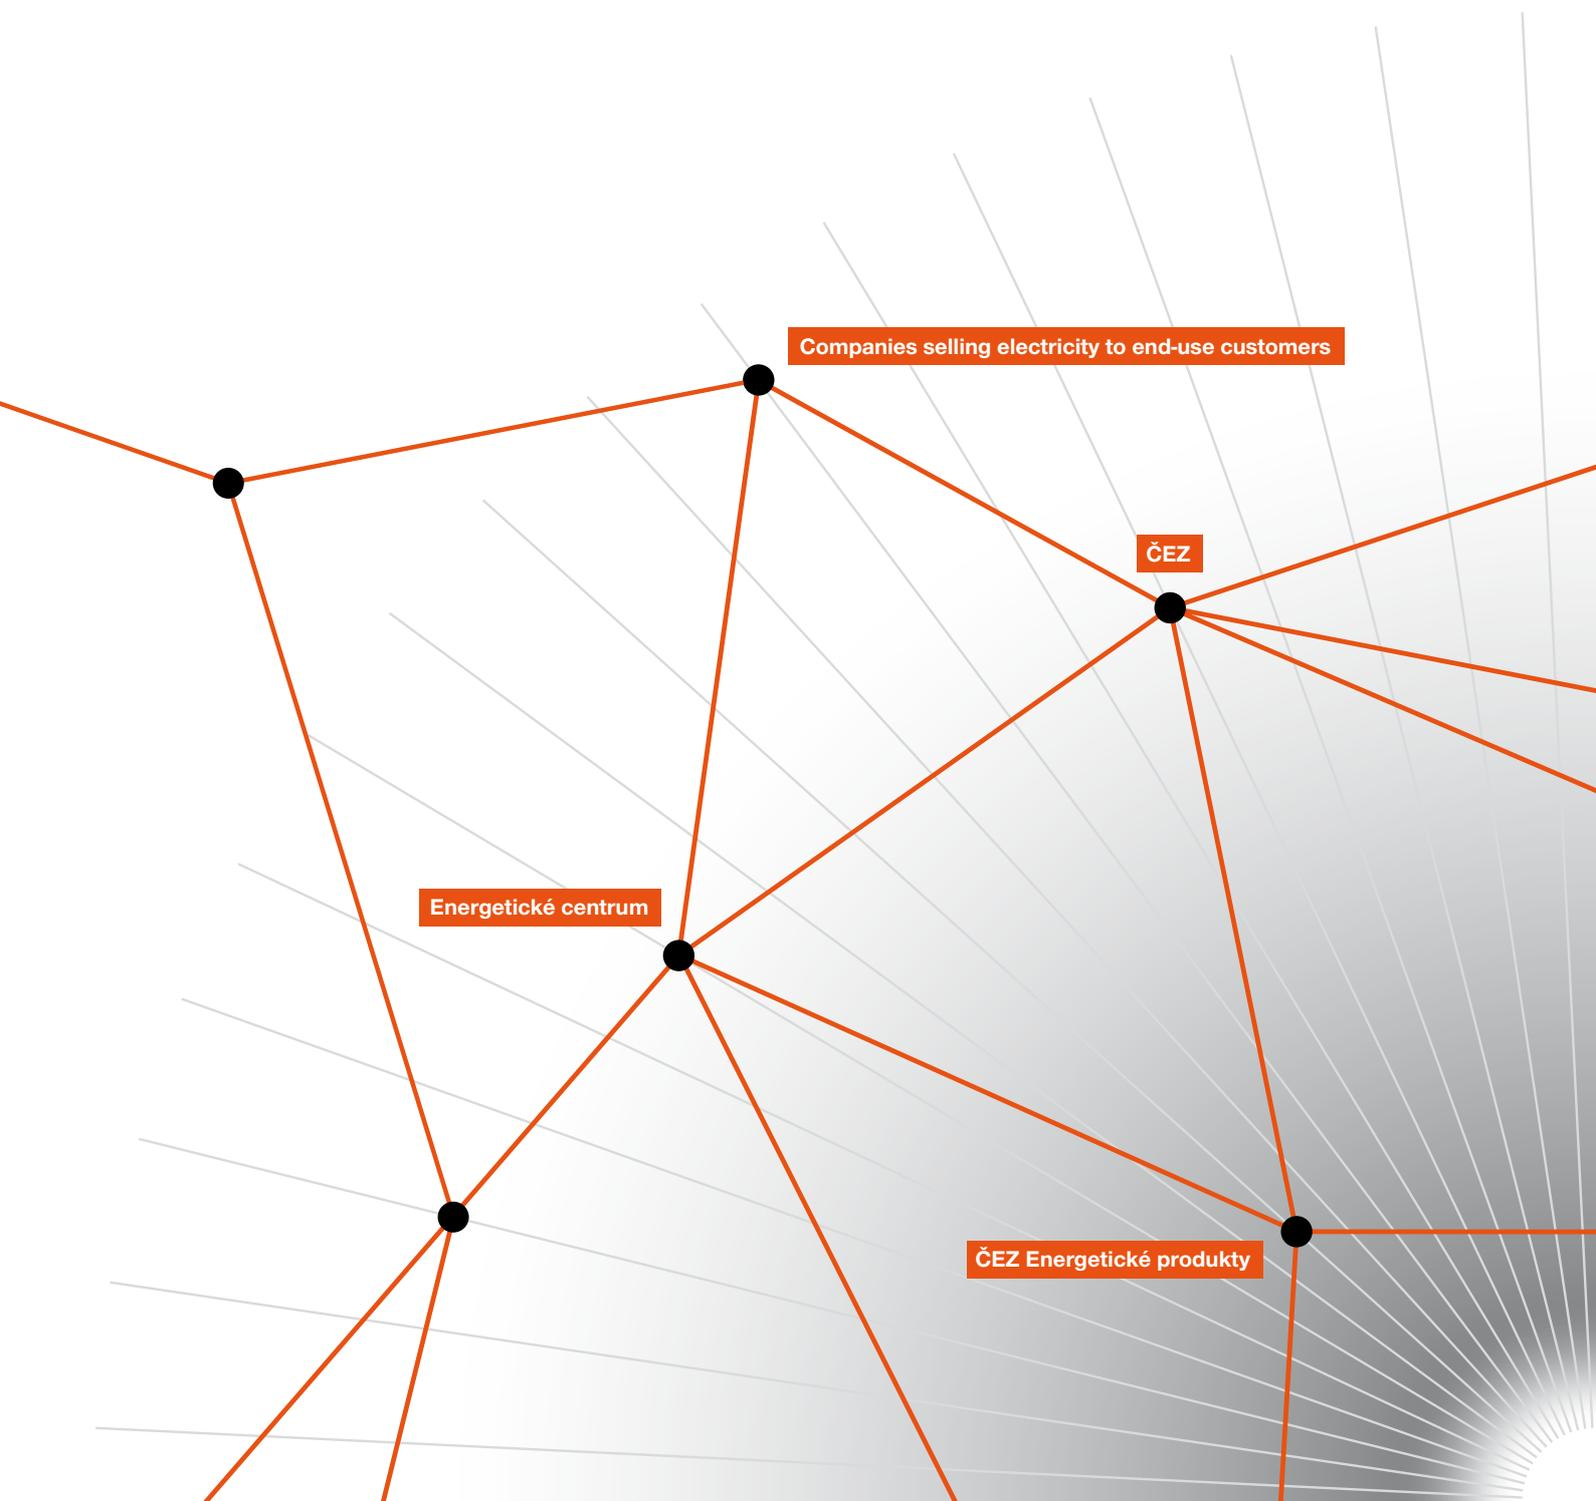 Companies selling electricity to end-use customers
ČEZ
Energetické centrum
ČEZ Energetické produkty